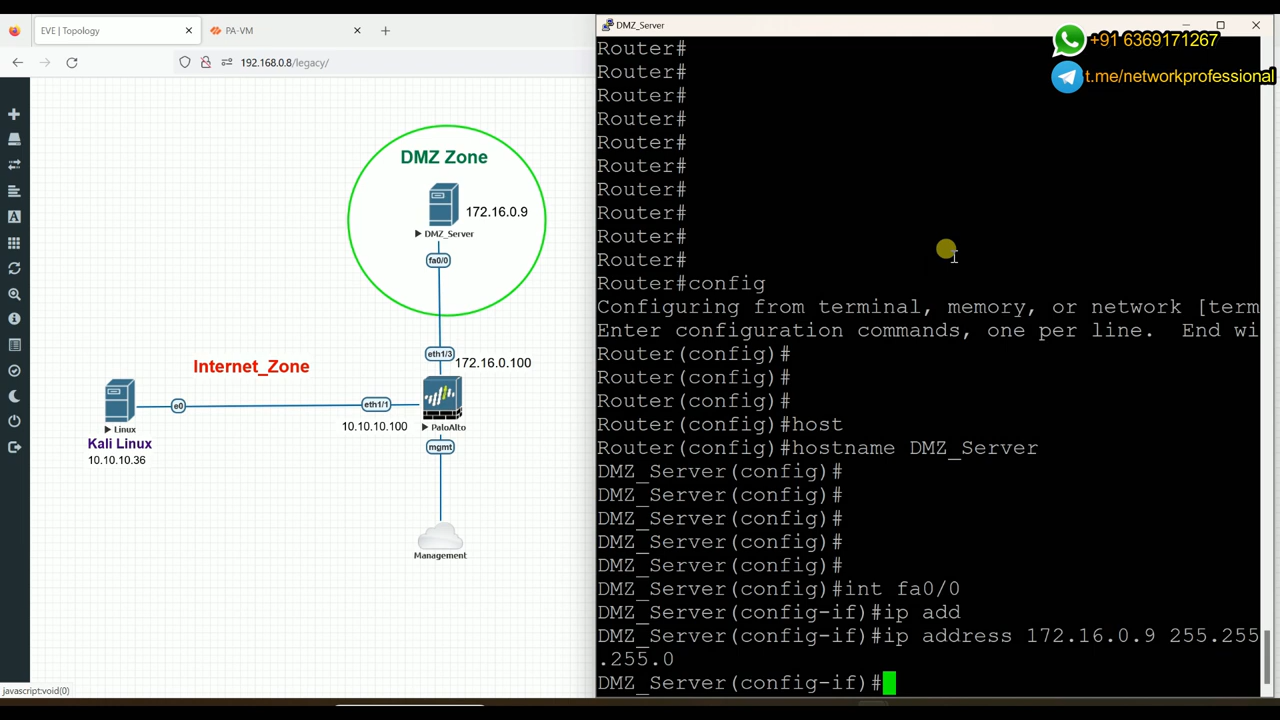 EVE | Topology
PA-VM
192.168.0.8/legacy/
DMZ Zone
172.16.0.9
DMZ_Server
fa0/0
eth1/3
172.16.0.100
Internet_Zone
e0
eth1/1
10.10.10.100
Linux
Kali Linux
10.10.10.36
PaloAlto
mgmt
Management
javascript:void(0)
DMZ_Server
+91 6369171267
t.me/networkprofessional
Router#
Router#
Router#
Router#
Router#
Router#
Router#
Router#
Router#
Router#
Router#config
Configuring from terminal, memory, or network [term
Enter configuration commands, one per line.  End wi
Router(config)#
Router(config)#
Router(config)#
Router(config)#host
Router(config)#hostname DMZ_Server
DMZ_Server(config)#
DMZ_Server(config)#
DMZ_Server(config)#
DMZ_Server(config)#
DMZ_Server(config)#
DMZ_Server(config)#int fa0/0
DMZ_Server(config-if)#ip add
DMZ_Server(config-if)#ip address 172.16.0.9 255.255
.255.0
DMZ_Server(config-if)#